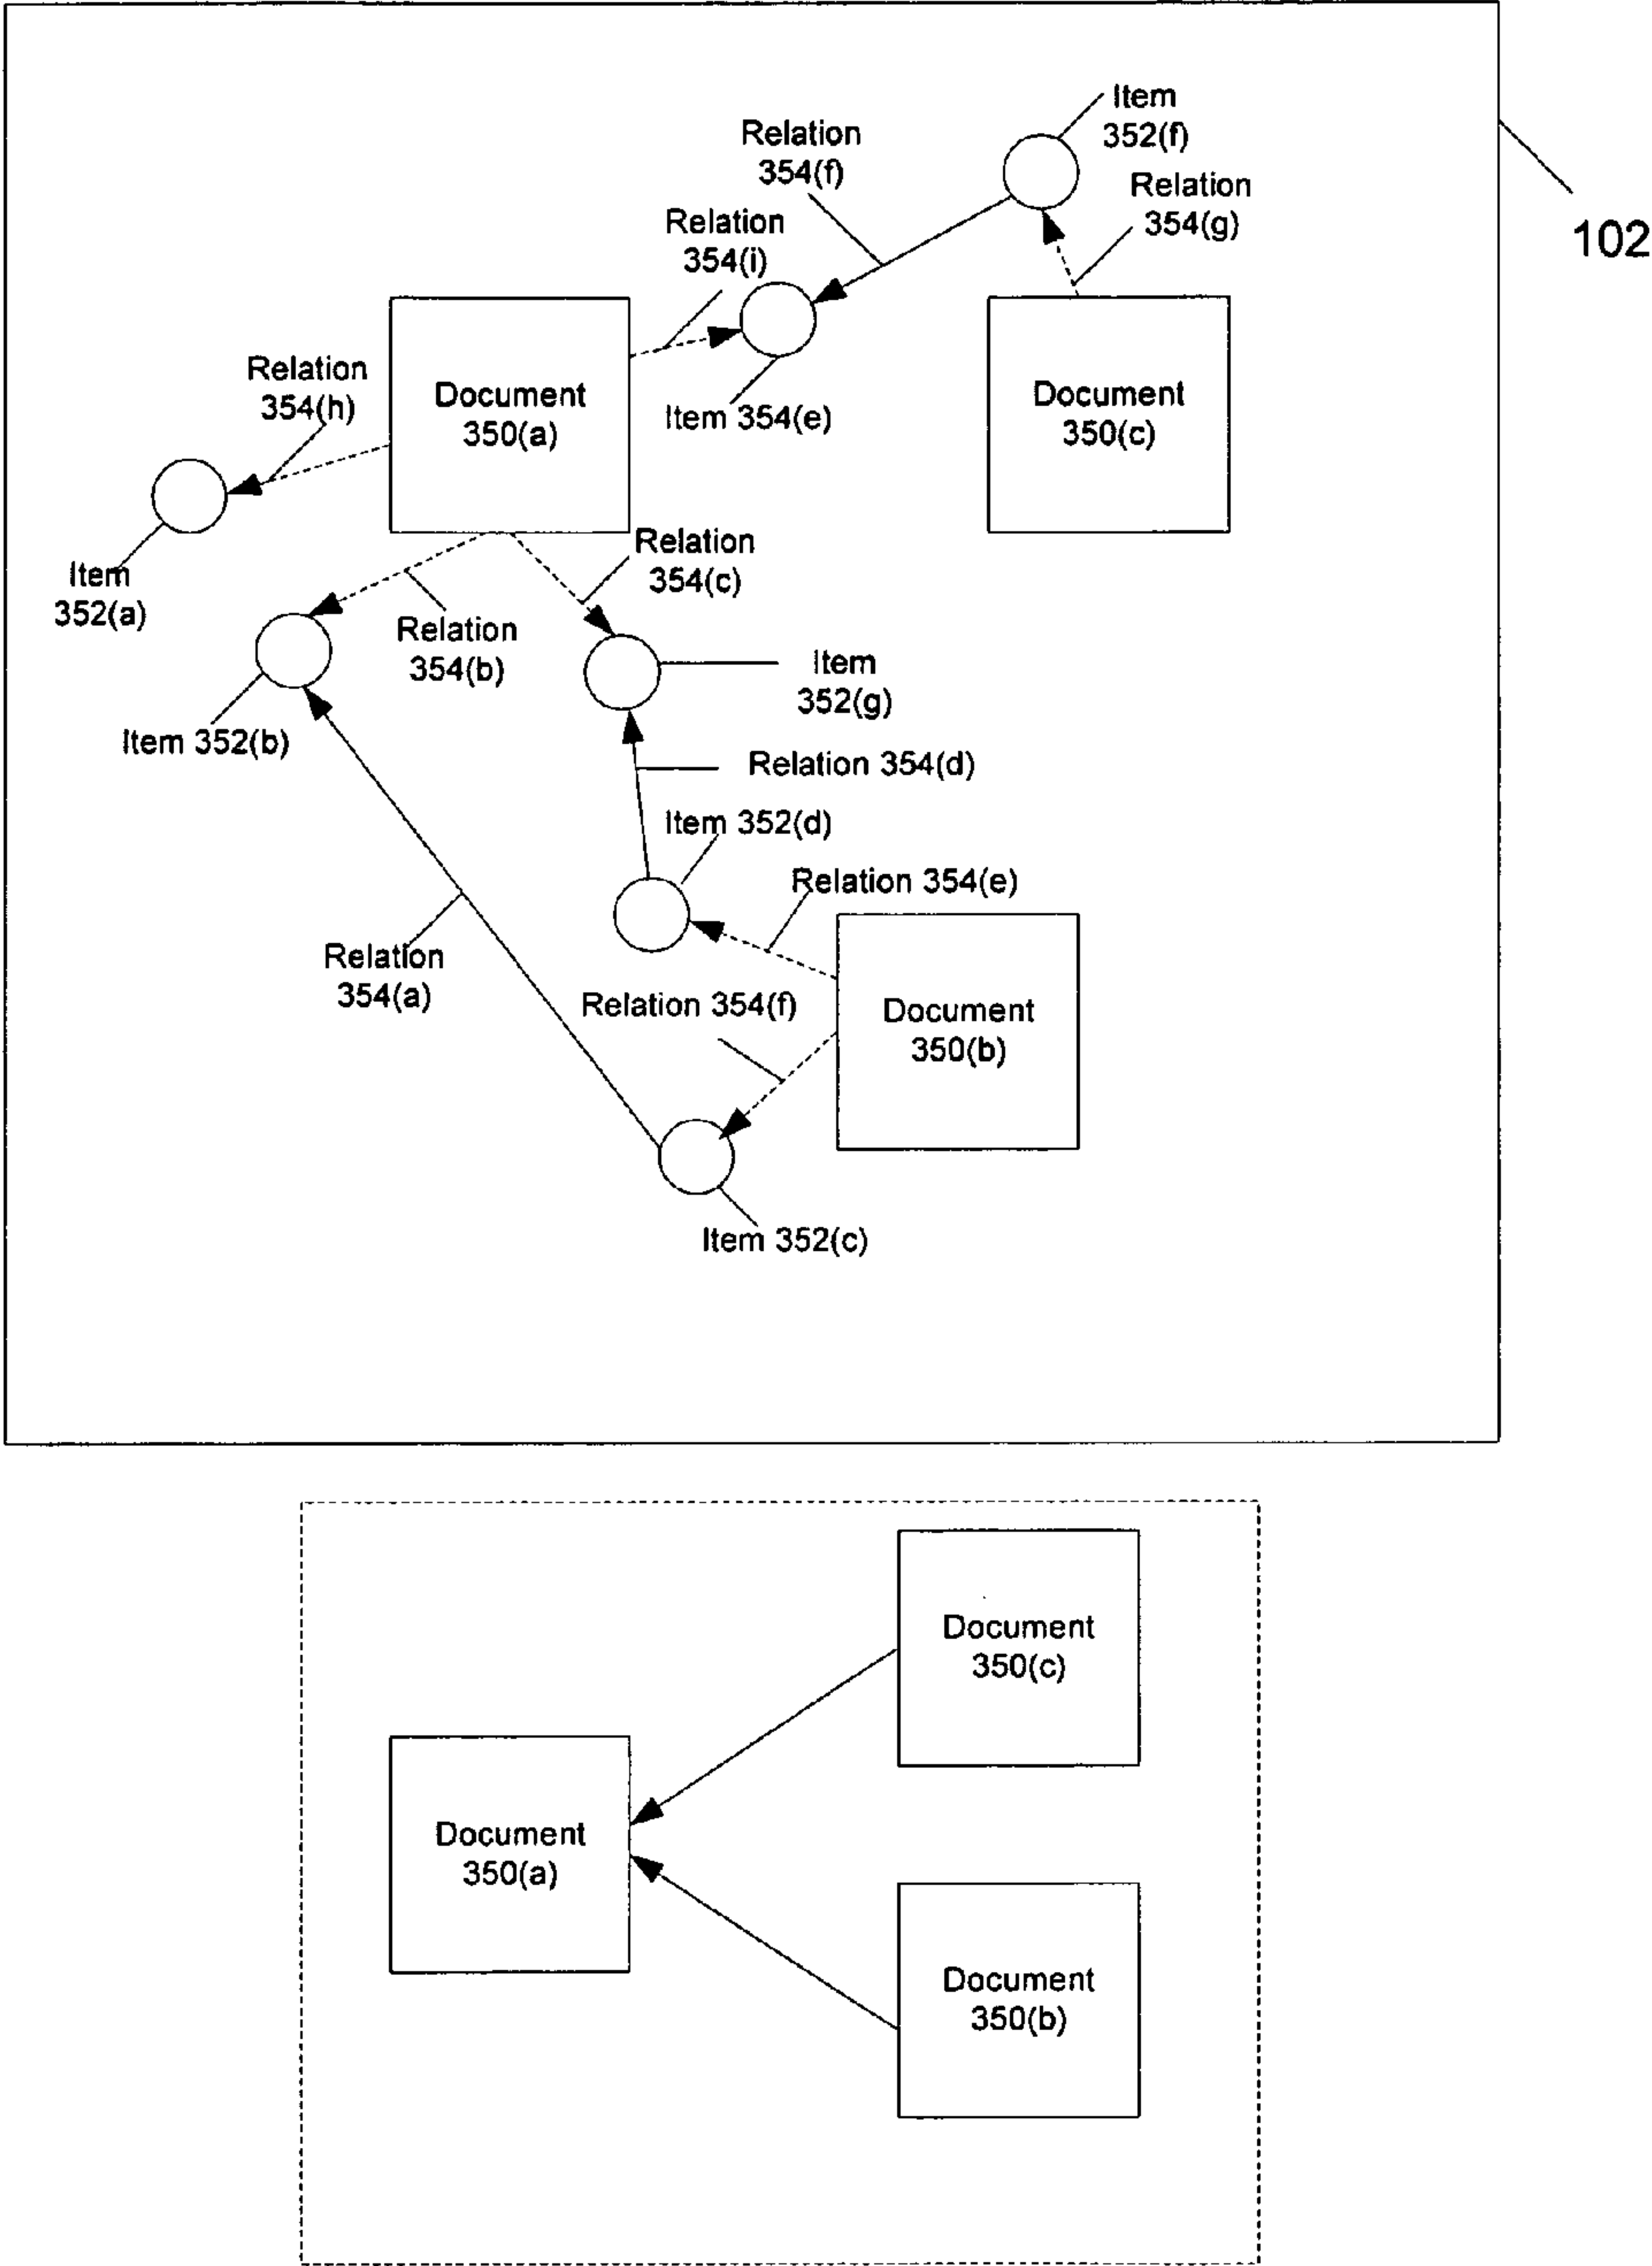 Item
352(f)
Relation
354(f)
Relation
354(g)
Relation
354(i)
102
Relation
354(h)
Document
350(a)
Item 354(e)
Document
350(c)
Item
352(a)
Relation
354(c)
Relation
354(b)
Item
352(g)
Item 352(b)
Relation 354(d)
Item 352(d)
Relation 354(e)
Relation
354(a)
Relation 354(f)
Document
350(b)
Item 352(c)
Document
350(c)
Document
350(a)
Document
350(b)